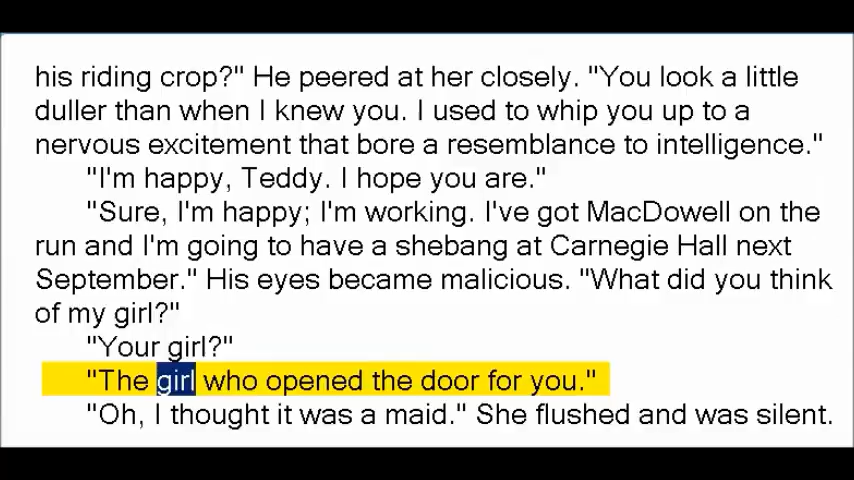 his riding crop?" He peered at her closely. "You look a little
duller than when I knew you. I used to whip you up to a
nervous excitement that bore a resemblance to intelligence."
"I'm happy, Teddy. I hope you are."
"Sure, I'm happy; I'm working. I've got MacDowell on the
run and I'm going to have a shebang at Carnegie Hall next
September." His eyes became malicious. "What did you think
of my girl?"
"Your girl?"
"The girl who opened the door for you."
"Oh, I thought it was a maid." She flushed and was silent.